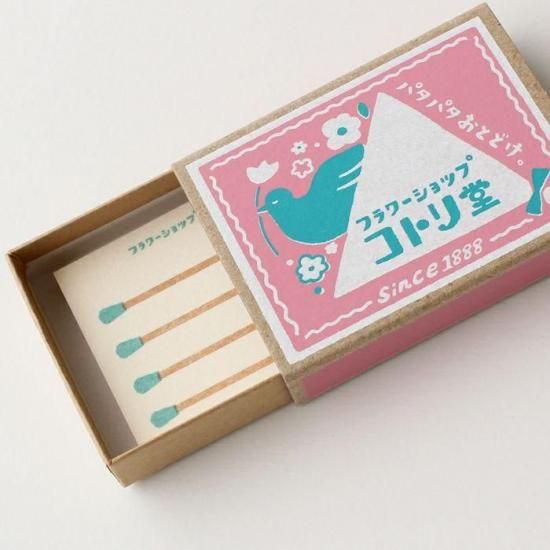 パタパタおとどけ。
フラワーショップ
コトリ堂
Since 1888
フラワーショップ